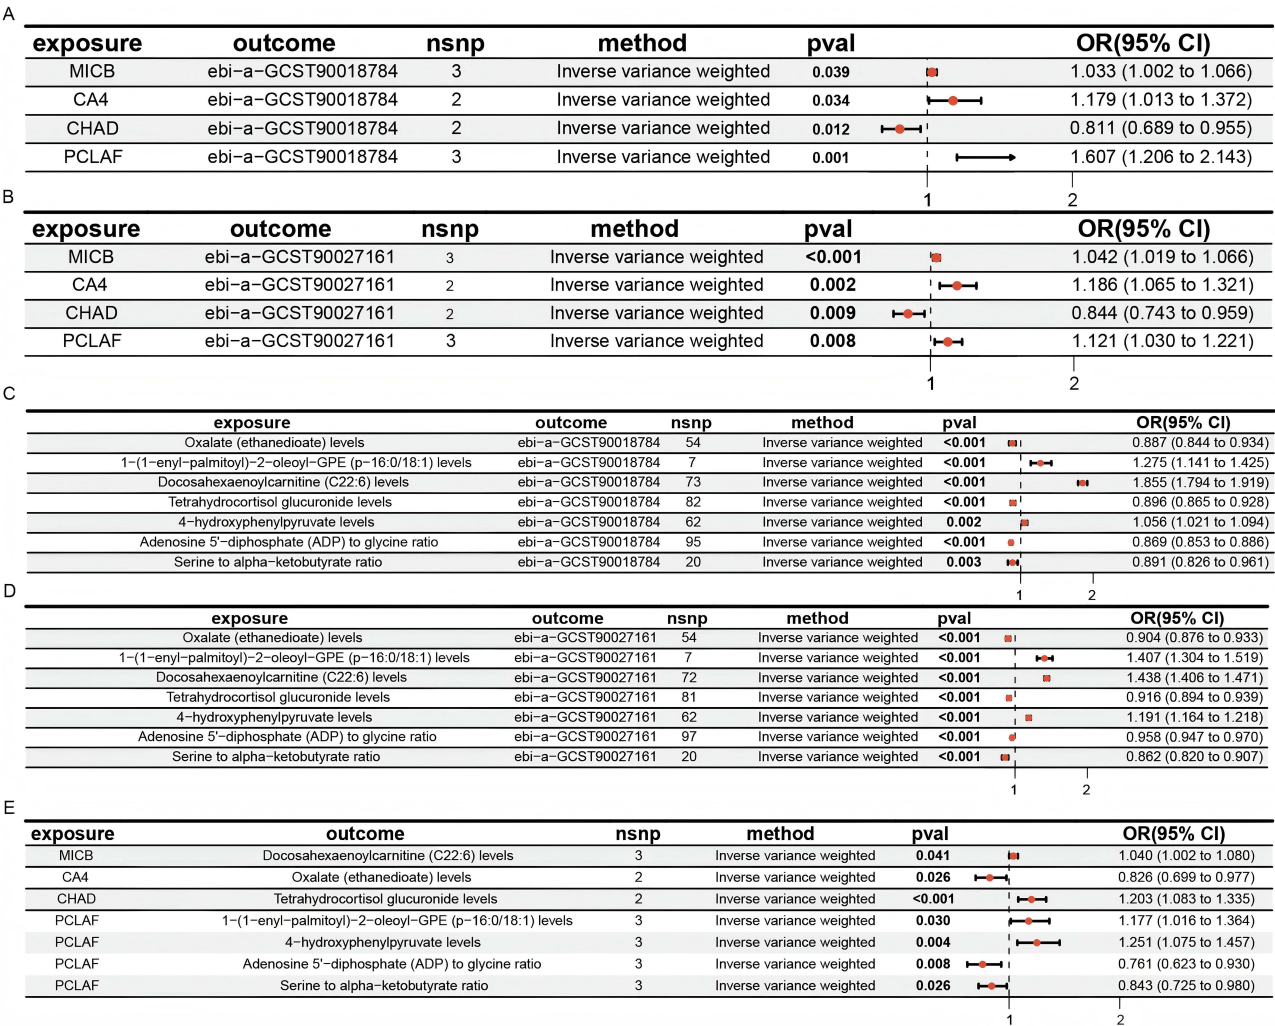 A
exposure outcome nsnp method pval OR(95% CI)
MICB ebi−a−GCST90018784 3 Inverse variance weighted 0.039 1.033 (1.002 to 1.066)
CA4 ebi−a−GCST90018784 2 Inverse variance weighted 0.034 1.179 (1.013 to 1.372)
CHAD ebi−a−GCST90018784 2 Inverse variance weighted 0.012 0.811 (0.689 to 0.955)
PCLAF ebi−a−GCST90018784 3 Inverse variance weighted 0.001 1.607 (1.206 to 2.143)
1 2
B
exposure outcome nsnp method pval OR(95% CI)
MICB ebi−a−GCST90027161 3 Inverse variance weighted <0.001 1.042 (1.019 to 1.066)
CA4 ebi−a−GCST90027161 2 Inverse variance weighted 0.002 1.186 (1.065 to 1.321)
CHAD ebi−a−GCST90027161 2 Inverse variance weighted 0.009 0.844 (0.743 to 0.959)
PCLAF ebi−a−GCST90027161 3 Inverse variance weighted 0.008 1.121 (1.030 to 1.221)
1 2
C
exposure outcome nsnp method pval OR(95% CI)
Oxalate (ethanedioate) levels ebi−a−GCST90018784 54 Inverse variance weighted <0.001 0.887 (0.844 to 0.934)
1−(1−enyl−palmitoyl)−2−oleoyl−GPE (p−16:0/18:1) levels ebi−a−GCST90018784 7 Inverse variance weighted <0.001 1.275 (1.141 to 1.425)
Docosahexaenoylcarnitine (C22:6) levels ebi−a−GCST90018784 73 Inverse variance weighted <0.001 1.855 (1.794 to 1.919)
Tetrahydrocortisol glucuronide levels ebi−a−GCST90018784 82 Inverse variance weighted <0.001 0.896 (0.865 to 0.928)
4−hydroxyphenylpyruvate levels ebi−a−GCST90018784 62 Inverse variance weighted 0.002 1.056 (1.021 to 1.094)
Adenosine 5'−diphosphate (ADP) to glycine ratio ebi−a−GCST90018784 95 Inverse variance weighted <0.001 0.869 (0.853 to 0.886)
Serine to alpha−ketobutyrate ratio ebi−a−GCST90018784 20 Inverse variance weighted 0.003 0.891 (0.826 to 0.961)
1 2
D
exposure outcome nsnp method pval OR(95% CI)
Oxalate (ethanedioate) levels ebi−a−GCST90027161 54 Inverse variance weighted <0.001 0.904 (0.876 to 0.933)
1−(1−enyl−palmitoyl)−2−oleoyl−GPE (p−16:0/18:1) levels ebi−a−GCST90027161 7 Inverse variance weighted <0.001 1.407 (1.304 to 1.519)
Docosahexaenoylcarnitine (C22:6) levels ebi−a−GCST90027161 72 Inverse variance weighted <0.001 1.438 (1.406 to 1.471)
Tetrahydrocortisol glucuronide levels ebi−a−GCST90027161 81 Inverse variance weighted <0.001 0.916 (0.894 to 0.939)
4−hydroxyphenylpyruvate levels ebi−a−GCST90027161 62 Inverse variance weighted <0.001 1.191 (1.164 to 1.218)
Adenosine 5'−diphosphate (ADP) to glycine ratio ebi−a−GCST90027161 97 Inverse variance weighted <0.001 0.958 (0.947 to 0.970)
Serine to alpha−ketobutyrate ratio ebi−a−GCST90027161 20 Inverse variance weighted <0.001 0.862 (0.820 to 0.907)
1 2
E
exposure outcome nsnp method pval OR(95% CI)
MICB Docosahexaenoylcarnitine (C22:6) levels 3 Inverse variance weighted 0.041 1.040 (1.002 to 1.080)
CA4 Oxalate (ethanedioate) levels 2 Inverse variance weighted 0.026 0.826 (0.699 to 0.977)
CHAD Tetrahydrocortisol glucuronide levels 2 Inverse variance weighted <0.001 1.203 (1.083 to 1.335)
PCLAF 1−(1−enyl−palmitoyl)−2−oleoyl−GPE (p−16:0/18:1) levels 3 Inverse variance weighted 0.030 1.177 (1.016 to 1.364)
PCLAF 4−hydroxyphenylpyruvate levels 3 Inverse variance weighted 0.004 1.251 (1.075 to 1.457)
PCLAF Adenosine 5'−diphosphate (ADP) to glycine ratio 3 Inverse variance weighted 0.008 0.761 (0.623 to 0.930)
PCLAF Serine to alpha−ketobutyrate ratio 3 Inverse variance weighted 0.026 0.843 (0.725 to 0.980)
1 2